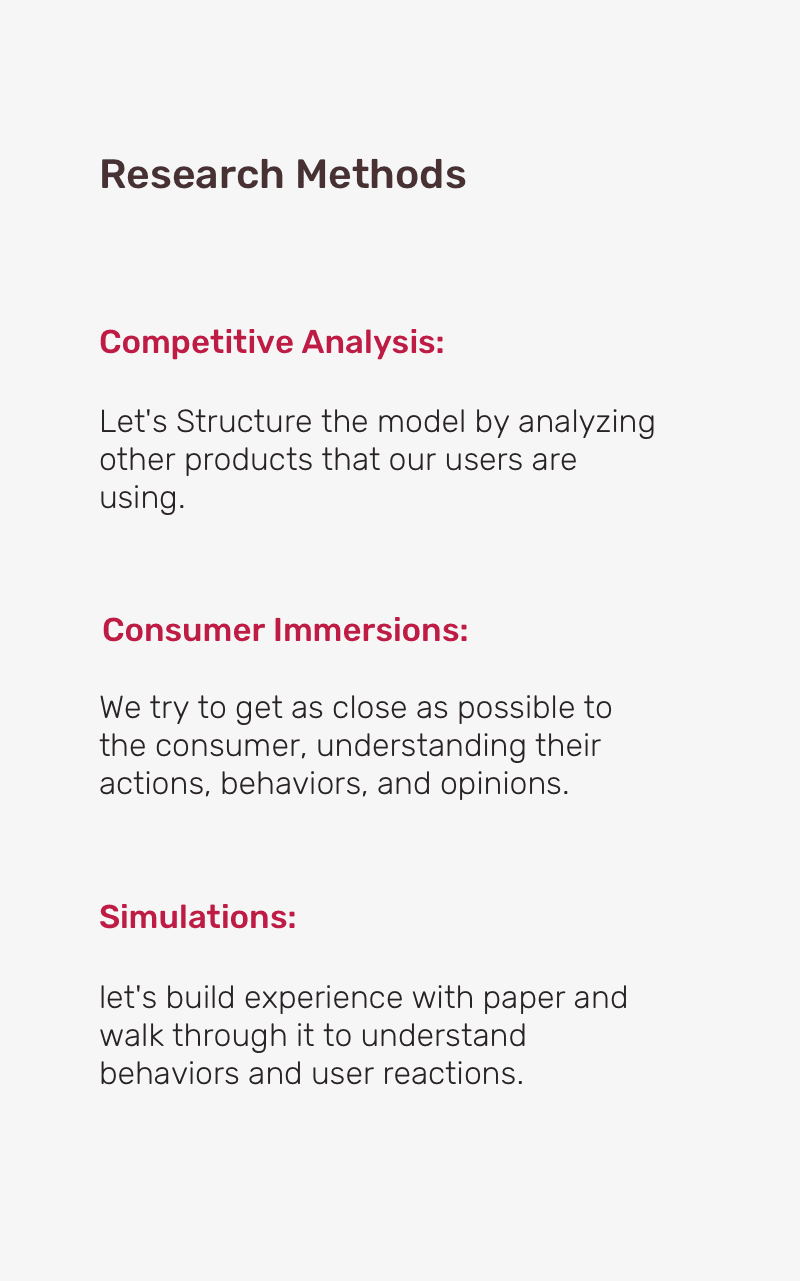 Research Methods
Competitive Analysis:
Let's Structure the model by analyzing
other products that our users are
using.
Consumer Immersions:
We try to get as close as possible to
the consumer, understanding their
actions, behaviors, and opinions.
Simulations:
let's build experience with paper and
walk through it to understand
behaviors and user reactions.